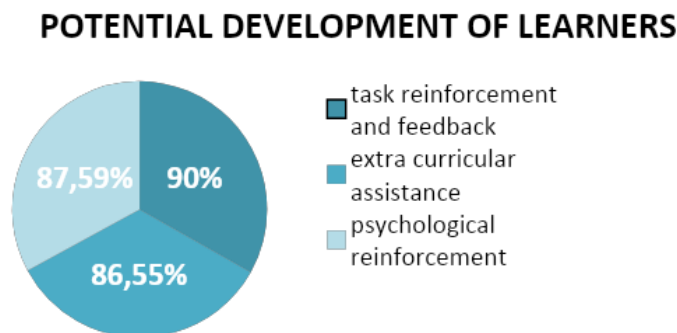 POTENTIAL DEVELOPMENT OF LEARNERS
87,59%
90%
86,55%
task reinforcement
and feedback
extra curricular
assistance
psychological
reinforcement